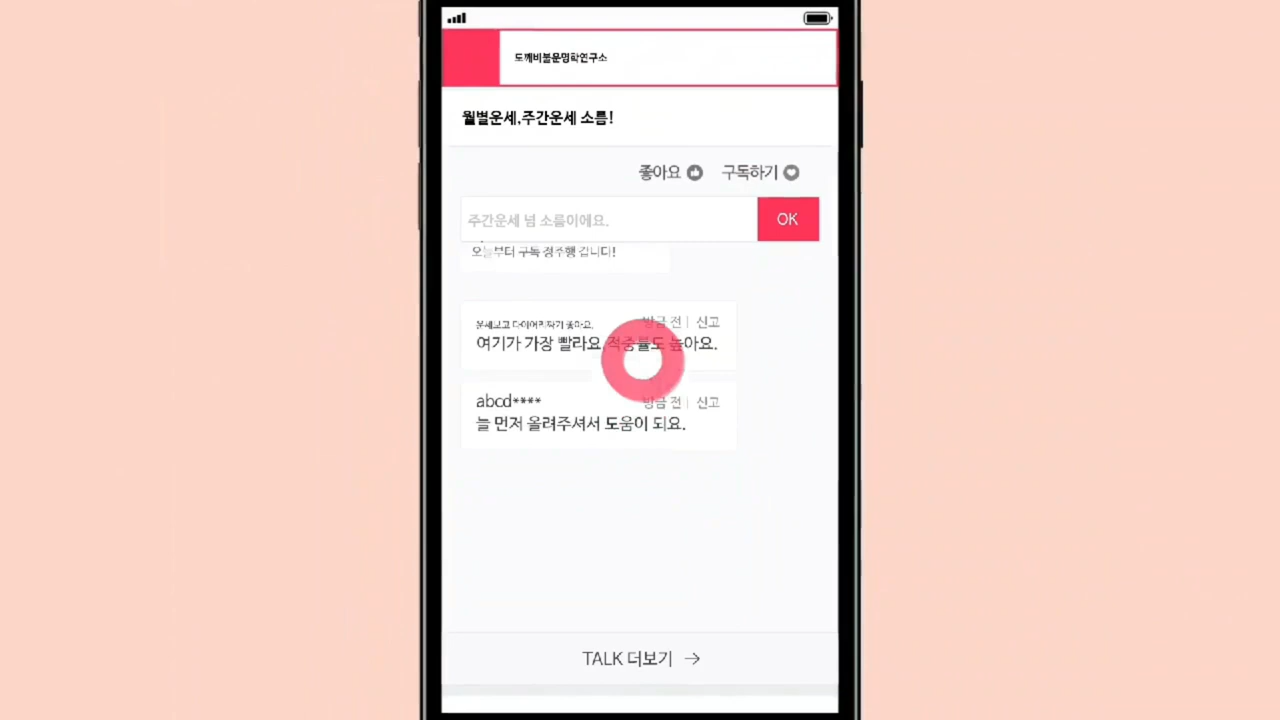 도깨비불운명학연구소
월별운세,주간운세 소름!
좋아요 구독하기
주간운세 넘 소름이에요. OK
오늘부터 구독 정주행 깁니다!
운세보고 다이어리짜기 좋아요. 방금 전 | 신고
여기가 가장 빨라요,적중률도 높아요.
abcd**** 방금 전 | 신고
늘 먼저 올려주셔서 도움이 되요.
TALK 더보기 →